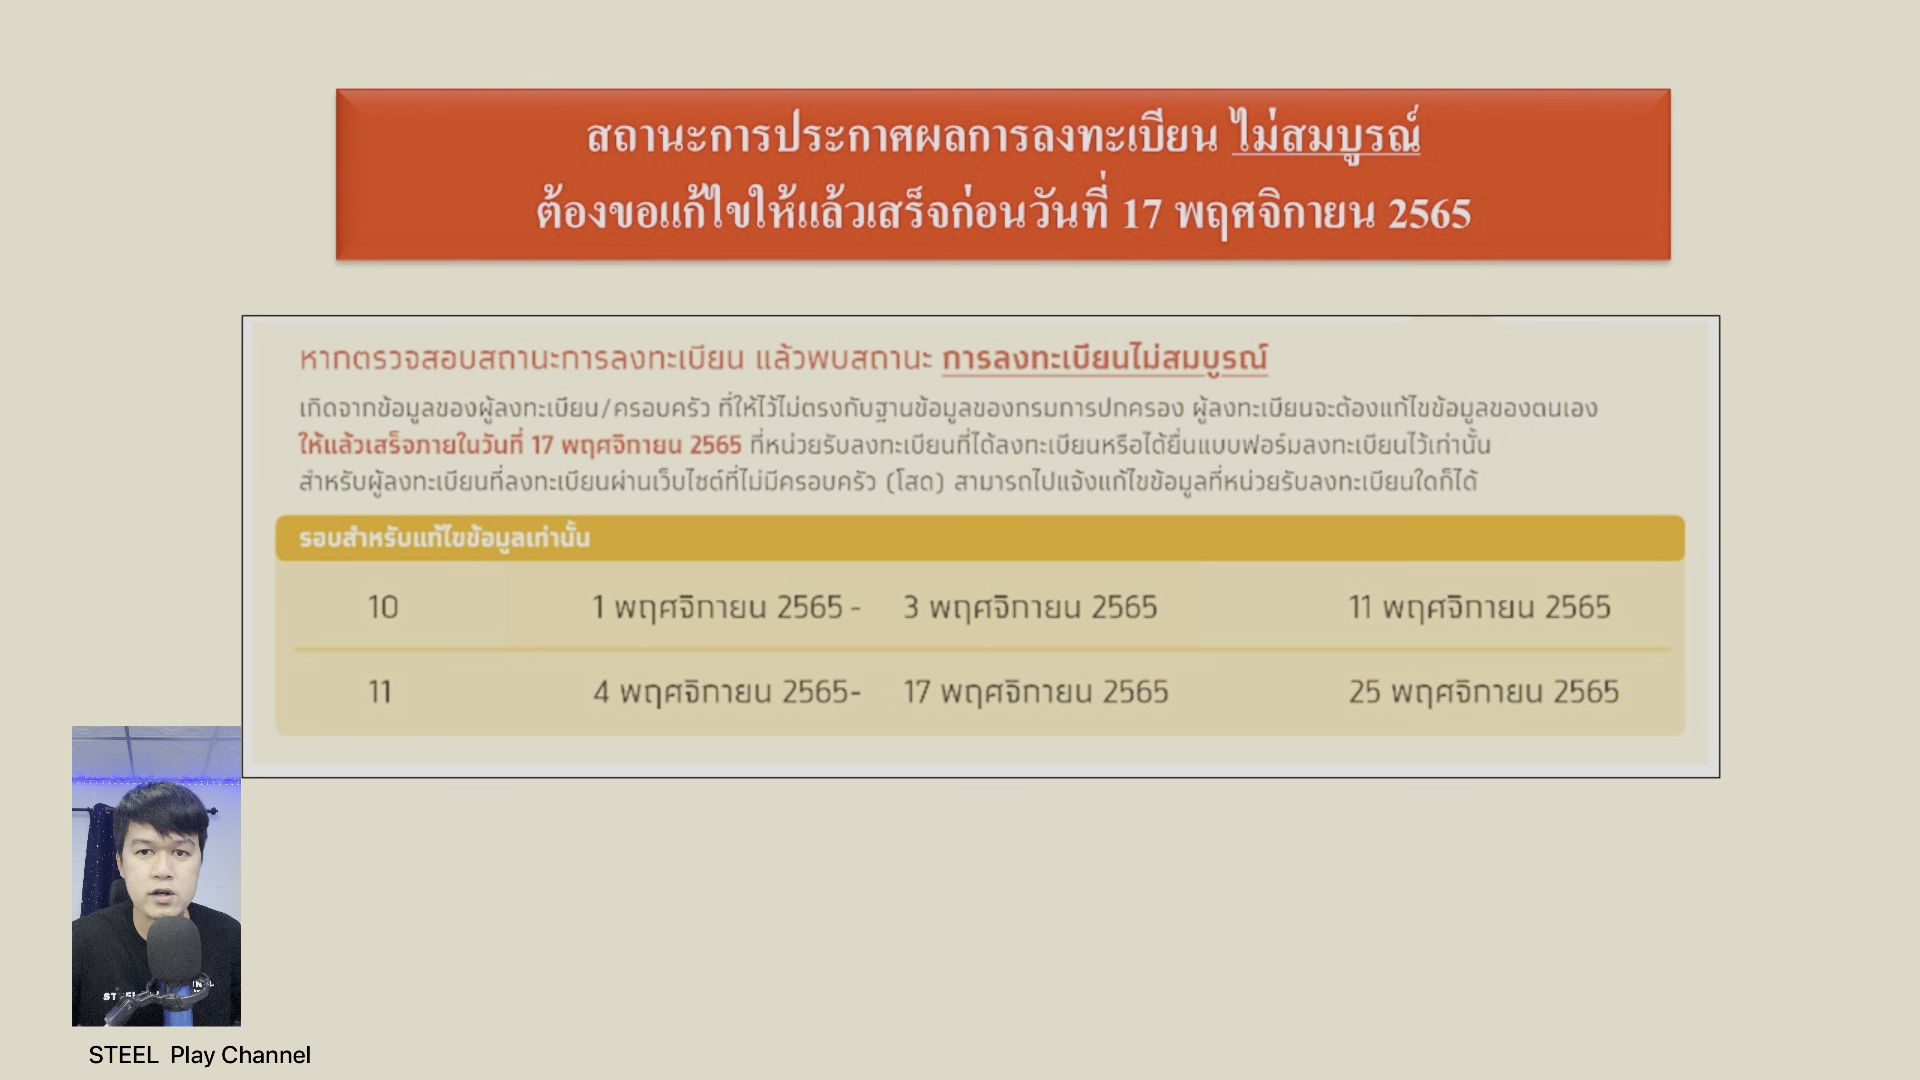 สถานะการประกาศผลการลงทะเบียน ไม่สมบูรณ์
ต้องขอแก้ไขให้แล้วเสร็จก่อนวันที่ 17 พฤศจิกายน 2565
หากตรวจสอบสถานะการลงทะเบียน แล้วพบสถานะ การลงทะเบียนไม่สมบูรณ์
เกิดจากข้อมูลของผู้ลงทะเบียน/ครอบครัว ที่ให้ไว้ไม่ตรงกับฐานข้อมูลของกรมการปกครอง ผู้ลงทะเบียนจะต้องแก้ไขข้อมูลของตนเอง
ให้แล้วเสร็จภายในวันที่ 17 พฤศจิกายน 2565 ที่หน่วยรับลงทะเบียนที่ได้ลงทะเบียนหรือได้ยื่นแบบฟอร์มลงทะเบียนไว้เท่านั้น
สำหรับผู้ลงทะเบียนที่ลงทะเบียนผ่านเว็บไซต์ที่ไม่มีครอบครัว (โสด) สามารถไปแจ้งแก้ไขข้อมูลที่หน่วยรับลงทะเบียนใดก็ได้
รอบสำหรับแก้ไขข้อมูลเท่านั้น
10 1 พฤศจิกายน 2565 - 3 พฤศจิกายน 2565 11 พฤศจิกายน 2565
11 4 พฤศจิกายน 2565- 17 พฤศจิกายน 2565 25 พฤศจิกายน 2565
STEEL Play Channel